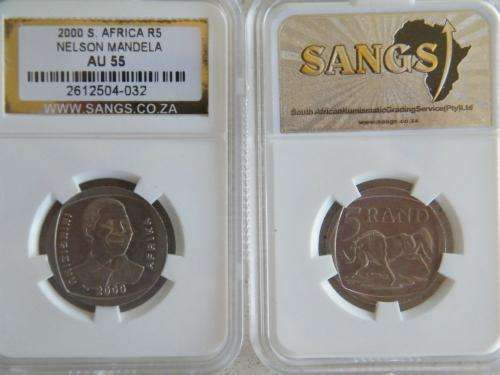 2000 S. AFRICA R5
NELSON MANDELA
AU 55
2612504-032
WWW.SANGS.CO.ZA
AFRIKA
2000
SANGS
South African Numismatic Grading Service (Pty) Ltd
www.sangs.co.za
5 RAND